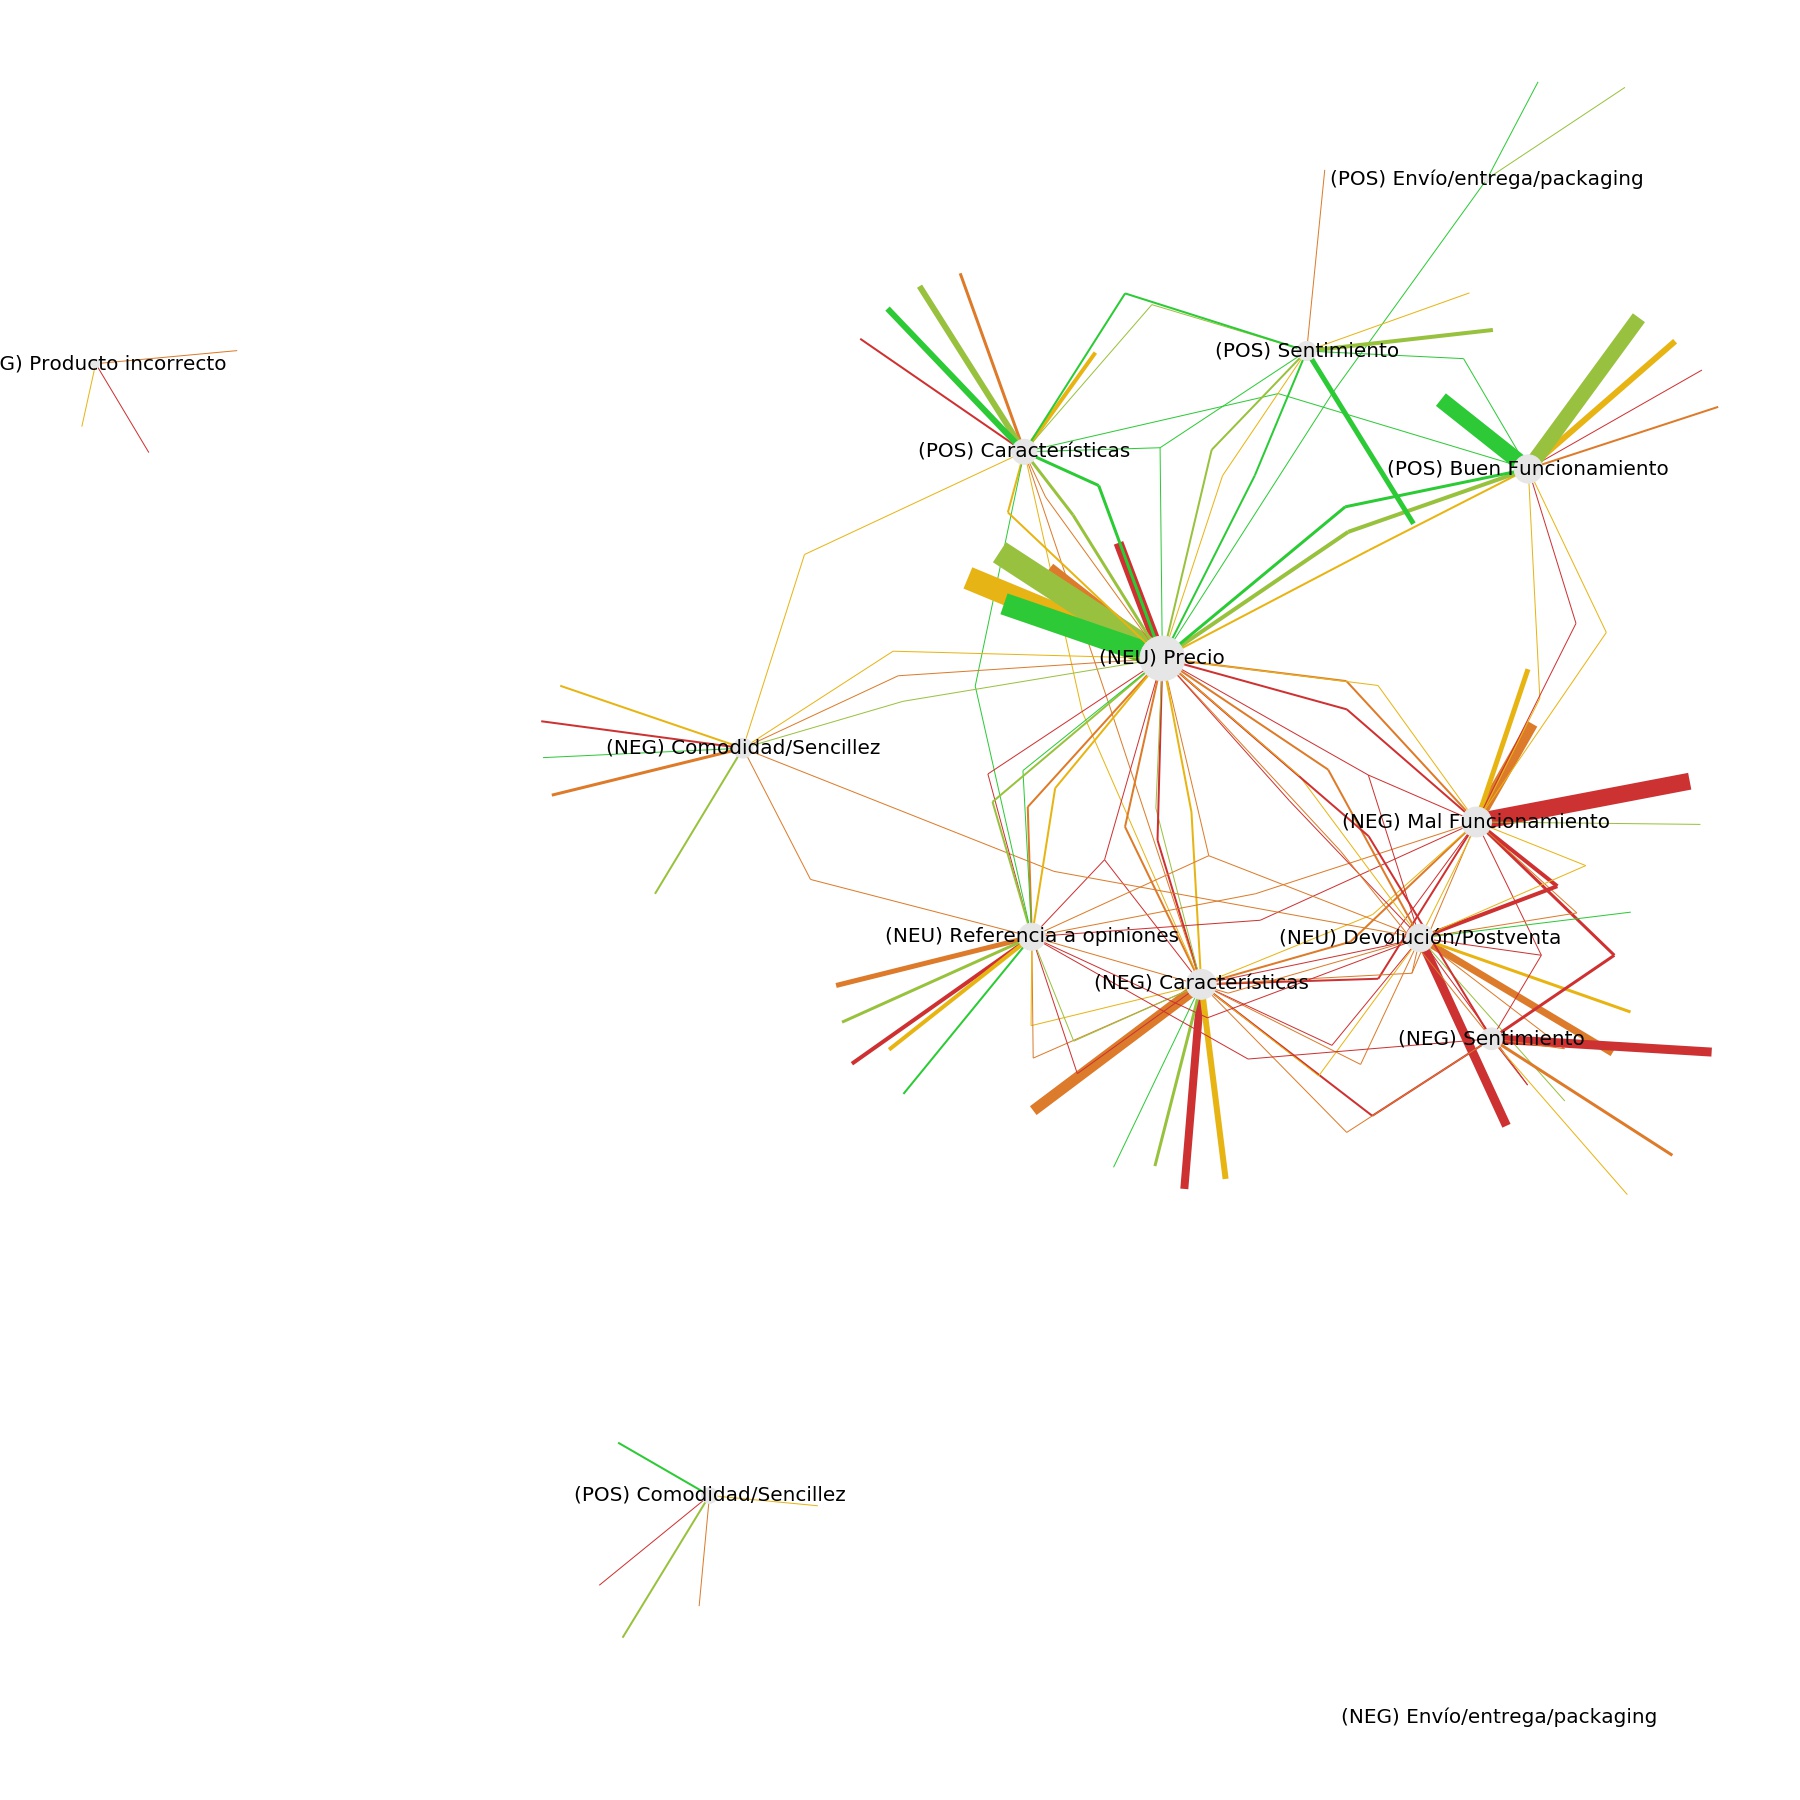 (POS) Envío/entrega/packaging
(POS) Sentimiento
G) Producto incorrecto
(POS) Características
(POS) Buen Funcionamiento
(NEU) Precio
(NEG) Comodidad/Sencillez
(NEG) Mal Funcionamiento
(NEU) Referencia a opiniones
(NEU) Devolución/Postventa
(NEG) Características
(NEG) Sentimiento
(POS) Comodidad/Sencillez
(NEG) Envío/entrega/packaging